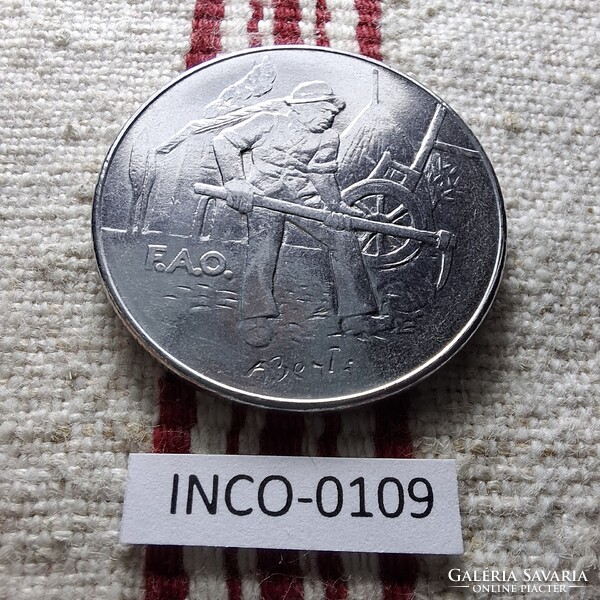 F.A.O.
INCO-0109
GALÉRIA SAVARIA
ONLINE PIACTÉR